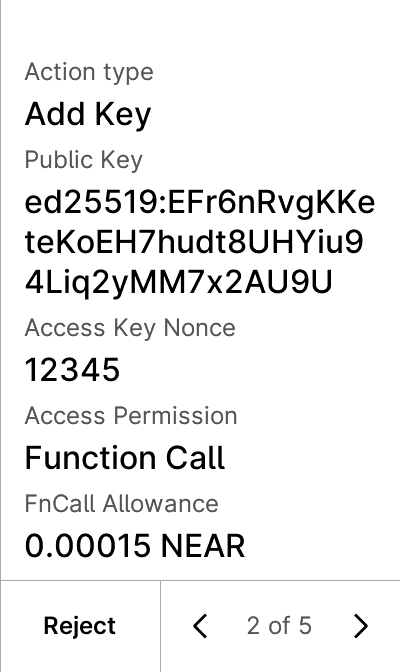 Action type
Add Key
Public Key
ed25519:EFr6nRvgKKe
teKoEH7hudt8UHYiu9
4Liq2yMM7x2AU9U
Access Key Nonce
12345
Access Permission
Function Call
FnCall Allowance
0.00015 NEAR
Reject
2 of 5